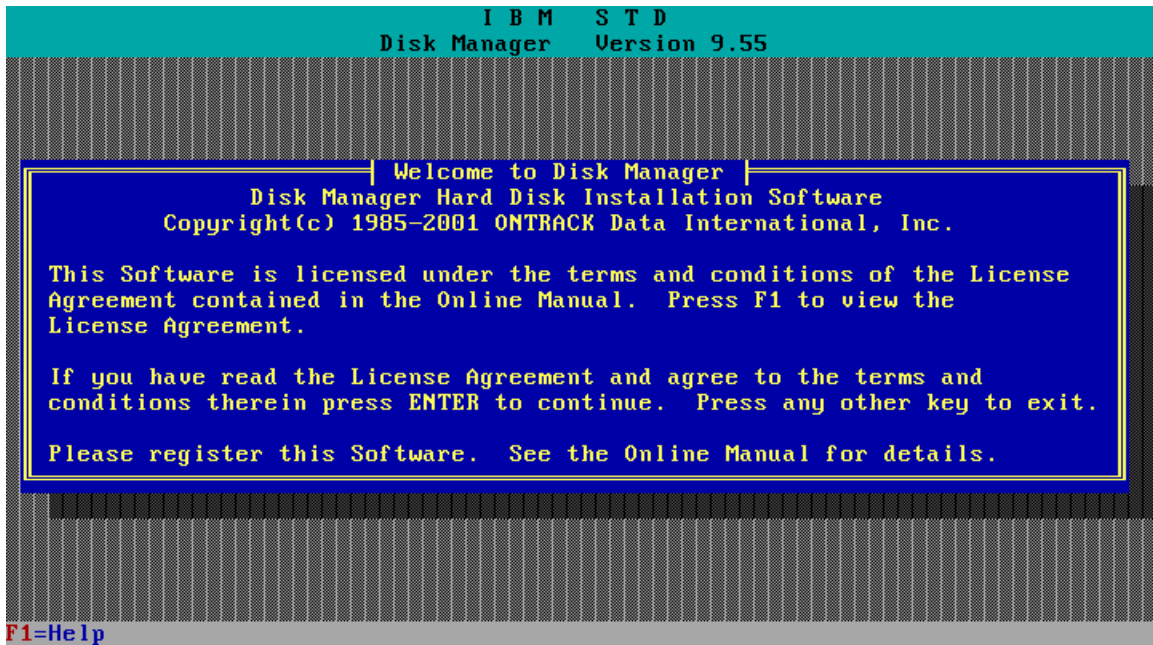 I B M   S T D
Disk Manager   Version 9.55
Welcome to Disk Manager
Disk Manager Hard Disk Installation Software
Copyright(c) 1985-2001 ONTRACK Data International, Inc.
This Software is licensed under the terms and conditions of the License
Agreement contained in the Online Manual.  Press F1 to view the
License Agreement.
If you have read the License Agreement and agree to the terms and
conditions therein press ENTER to continue.  Press any other key to exit.
Please register this Software.  See the Online Manual for details.
F1=Help